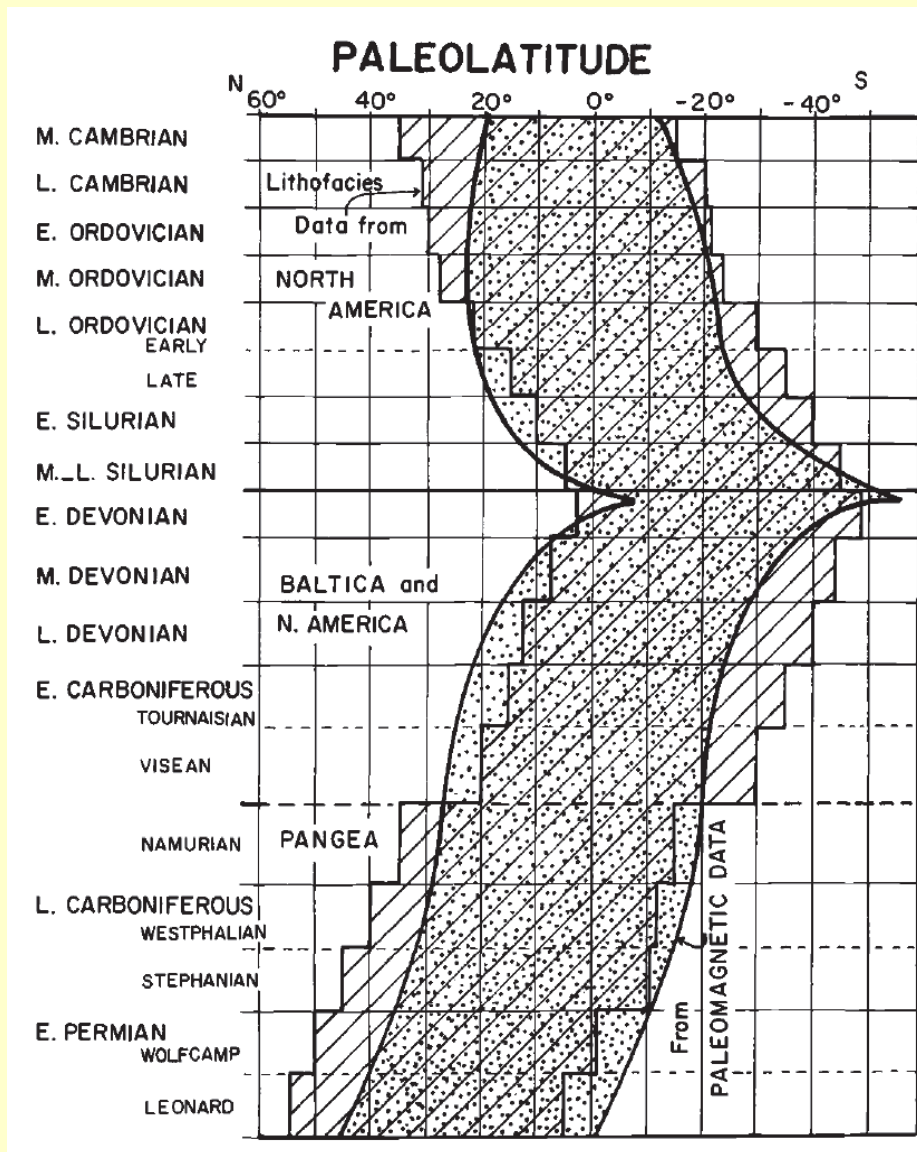 PALEOLATITUDE
N
S
60° 40° 20° 0° -20° -40°
M. CAMBRIAN
L. CAMBRIAN
Lithofacies
Data from
E. ORDOVICIAN
M. ORDOVICIAN
NORTH
AMERICA
L. ORDOVICIAN
EARLY
LATE
E. SILURIAN
M._L. SILURIAN
E. DEVONIAN
M. DEVONIAN
BALTICA and
N. AMERICA
L. DEVONIAN
E. CARBONIFEROUS
TOURNAISIAN
VISEAN
NAMURIAN
PANGEA
L. CARBONIFEROUS
WESTPHALIAN
STEPHANIAN
E. PERMIAN
WOLFCAMP
LEONARD
From
PALEOMAGNETIC DATA